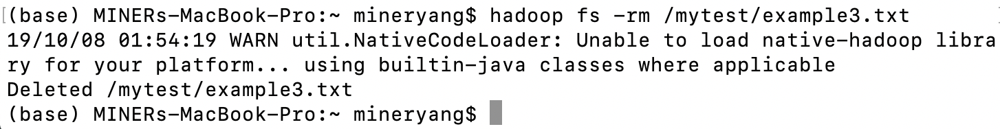 (base) MINERs-MacBook-Pro:~ mineryang$ hadoop fs -rm /mytest/example3.txt
19/10/08 01:54:19 WARN util.NativeCodeLoader: Unable to load native-hadoop libra
ry for your platform... using builtin-java classes where applicable
Deleted /mytest/example3.txt
(base) MINERs-MacBook-Pro:~ mineryang$